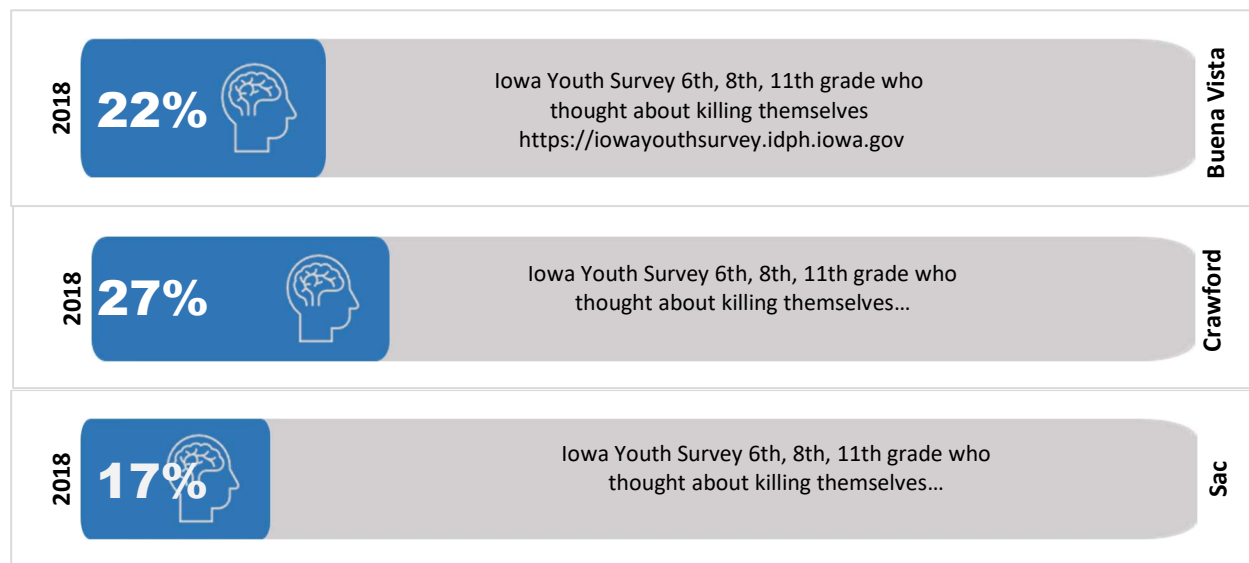 2018
22%
Iowa Youth Survey 6th, 8th, 11th grade who
thought about killing themselves
https://iowayouthsurvey.idph.iowa.gov
Buena Vista
2018
27%
Iowa Youth Survey 6th, 8th, 11th grade who
thought about killing themselves…
Crawford
2018
17%
Iowa Youth Survey 6th, 8th, 11th grade who
thought about killing themselves…
Sac